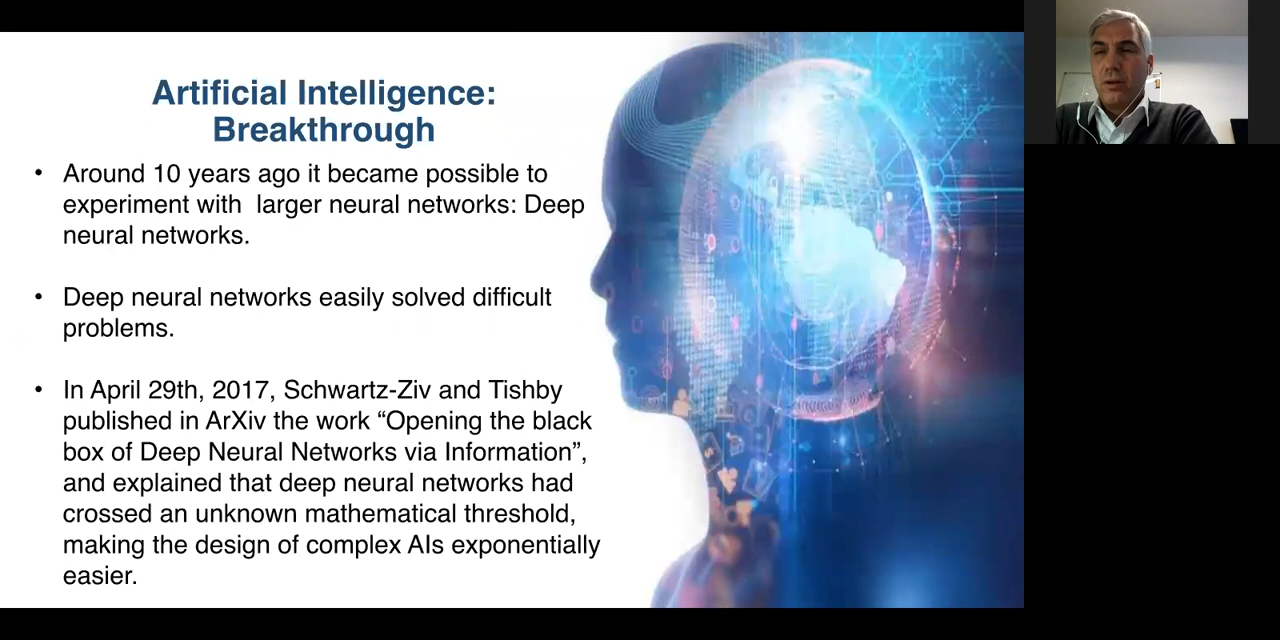 Artificial Intelligence:
Breakthrough
• Around 10 years ago it became possible to
experiment with  larger neural networks: Deep
neural networks.
• Deep neural networks easily solved difficult
problems.
• In April 29th, 2017, Schwartz-Ziv and Tishby
published in ArXiv the work “Opening the black
box of Deep Neural Networks via Information”,
and explained that deep neural networks had
crossed an unknown mathematical threshold,
making the design of complex AIs exponentially
easier.